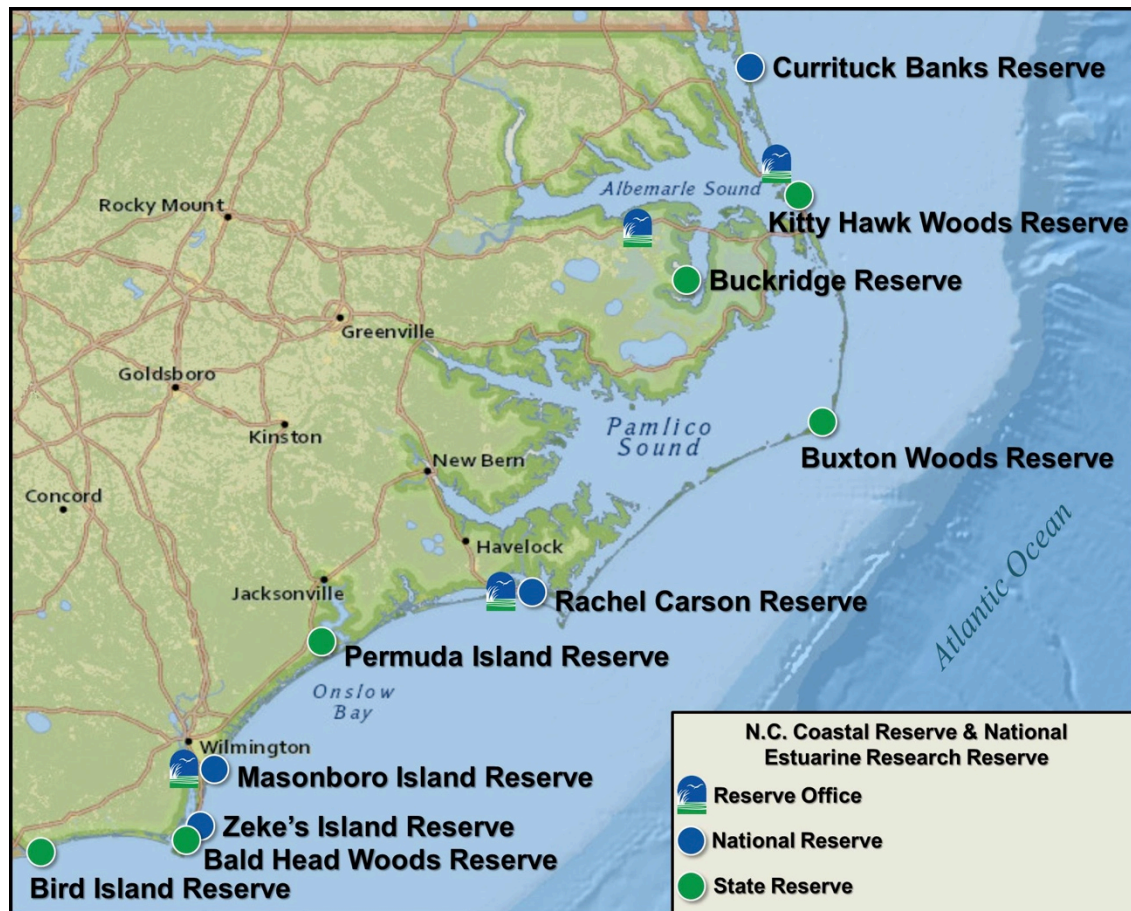 Currituck Banks Reserve
Albemarle Sound
Rocky Mount
Kitty Hawk Woods Reserve
Buckridge Reserve
Greenville
Goldsboro
Kinston
Pamlico
Sound
Buxton Woods Reserve
New Bern
Concord
Havelock
Atlantic Ocean
Jacksonville
Rachel Carson Reserve
Permuda Island Reserve
Onslow
Bay
Wilmington
Masonboro Island Reserve
Zeke's Island Reserve
Bald Head Woods Reserve
Bird Island Reserve
N.C. Coastal Reserve & National
Estuarine Research Reserve
Reserve Office
National Reserve
State Reserve